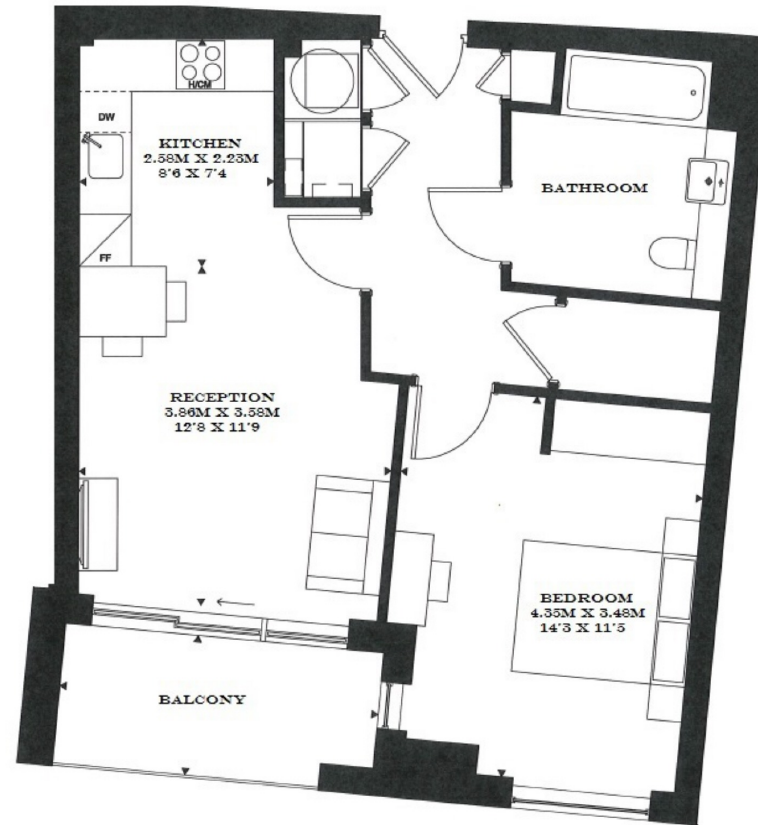 H/CM
DW
KITCHEN
2.58M X 2.23M
8'6 X 7'4
BATHROOM
FF
RECEPTION
3.86M X 3.58M
12'8 X 11'9
BEDROOM
4.35M X 3.48M
14'3 X 11'5
BALCONY